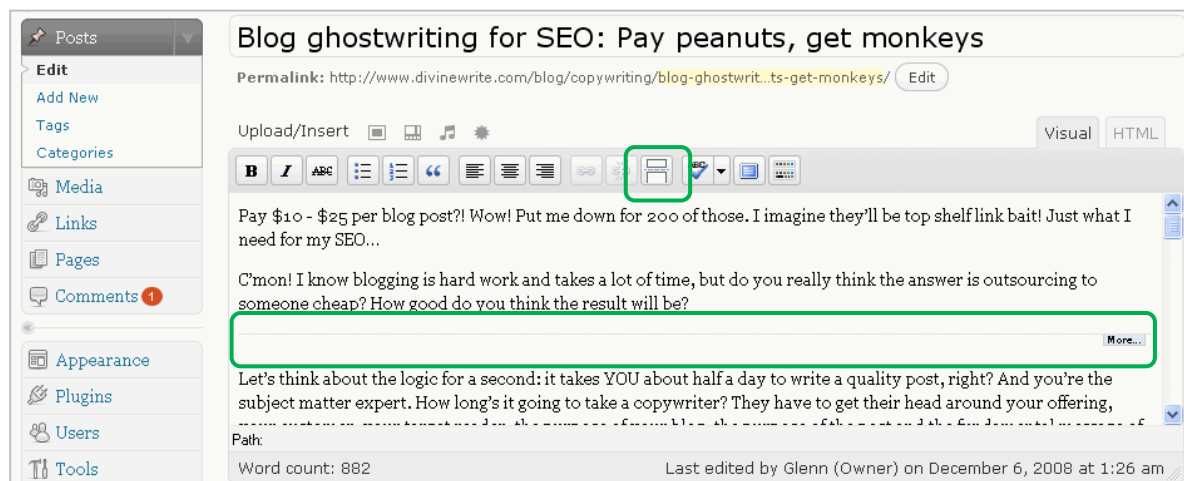 Posts
Edit
Add New
Tags
Categories
Media
Links
Pages
Comments 1
Appearance
Plugins
Users
Tools
Blog ghostwriting for SEO: Pay peanuts, get monkeys
Permalink: http://www.divinewrite.com/blog/copywriting/blog-ghostwrit...ts-get-monkeys/ Edit
Upload/Insert
Visual HTML
B I ABC “ ABC
Pay $10 - $25 per blog post?! Wow! Put me down for 200 of those. I imagine they'll be top shelf link bait! Just what I
need for my SEO...
C'mon! I know blogging is hard work and takes a lot of time, but do you really think the answer is outsourcing to
someone cheap? How good do you think the result will be?
More...
Let's think about the logic for a second: it takes YOU about half a day to write a quality post, right? And you're the
subject matter expert. How long's it going to take a copywriter? They have to get their head around your offering,
Path:
Word count: 882
Last edited by Glenn (Owner) on December 6, 2008 at 1:26 am